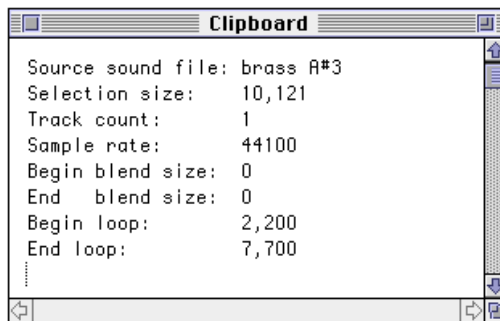 Clipboard
Source sound file: brass A#3
Selection size: 10,121
Track count: 1
Sample rate: 44100
Begin blend size: 0
End blend size: 0
Begin loop: 2,200
End loop: 7,700